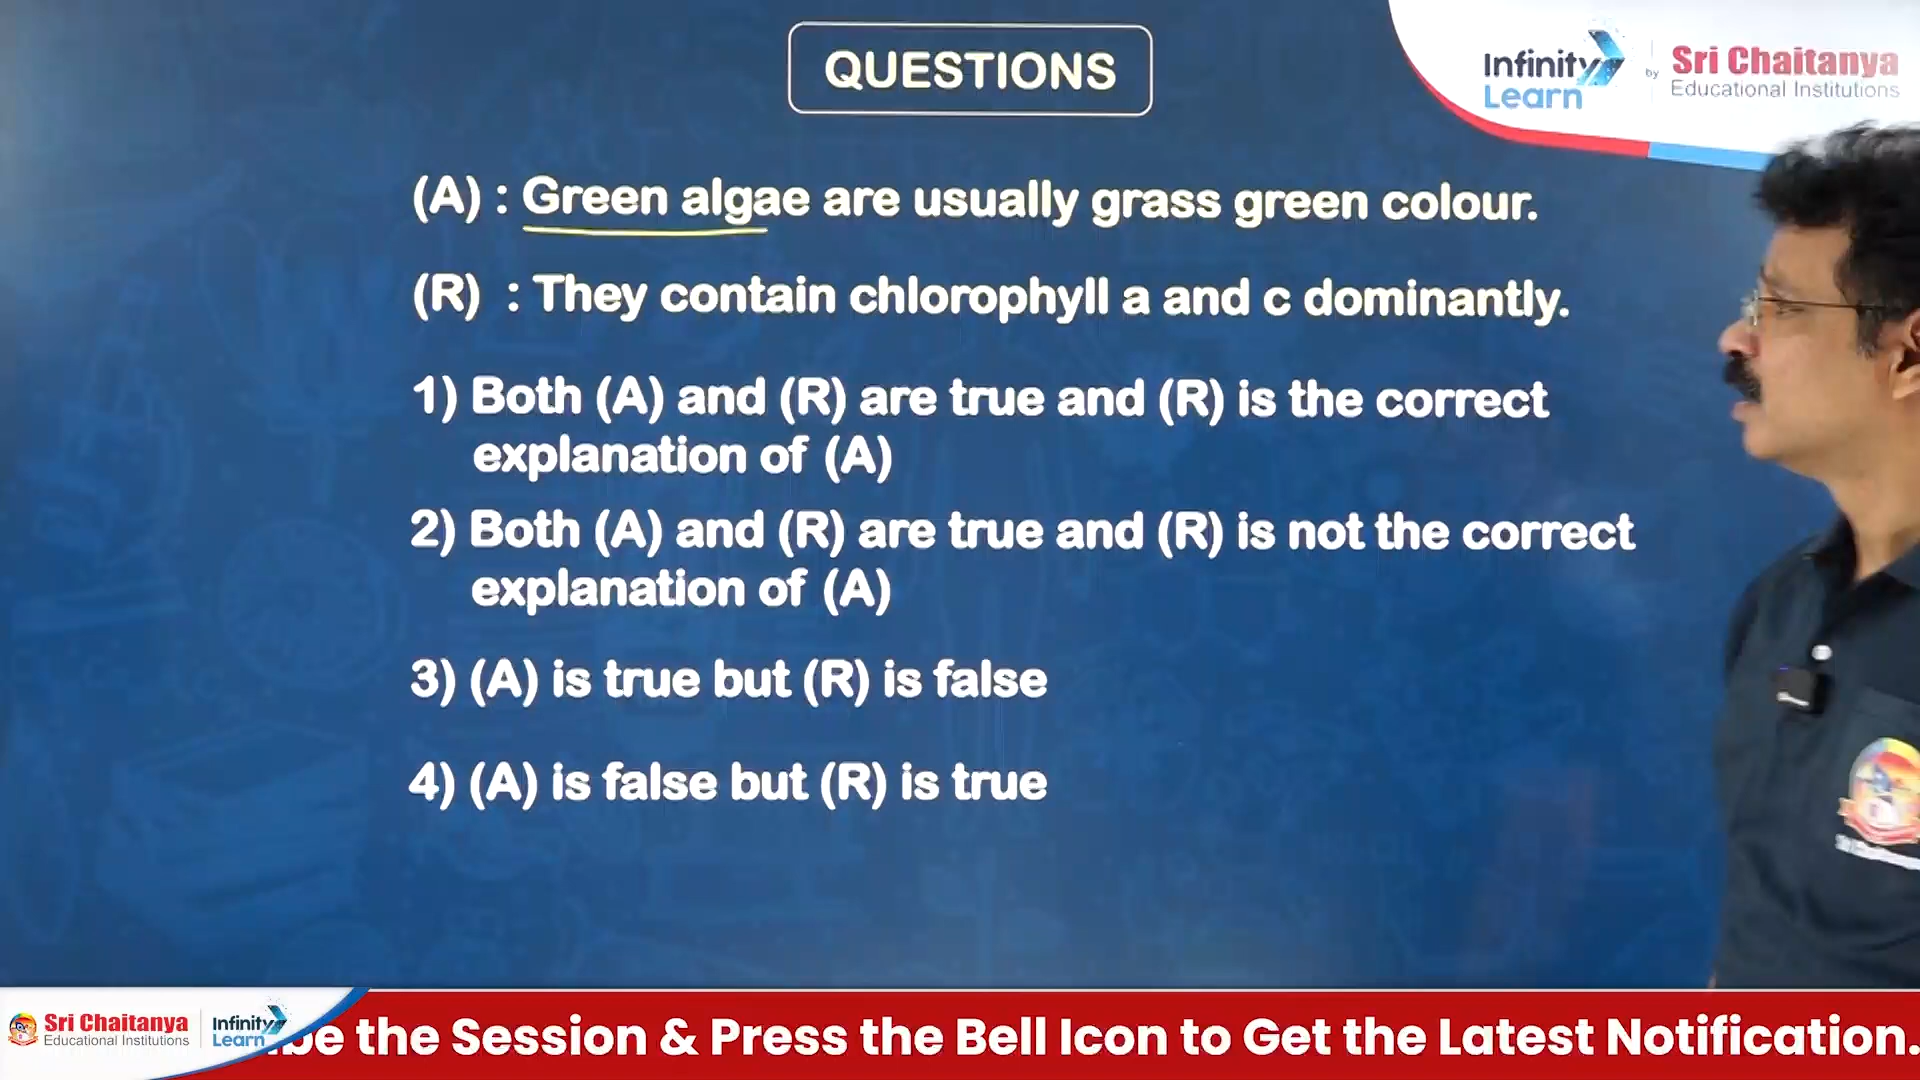 QUESTIONS
Infinity Learn by Sri Chaitanya Educational Institutions
(A) : Green algae are usually grass green colour.
(R) : They contain chlorophyll a and c dominantly.
1) Both (A) and (R) are true and (R) is the correct
explanation of (A)
2) Both (A) and (R) are true and (R) is not the correct
explanation of (A)
3) (A) is true but (R) is false
4) (A) is false but (R) is true
Sri Chaitanya Educational Institutions
Infinity Learn
be the Session & Press the Bell Icon to Get the Latest Notification.